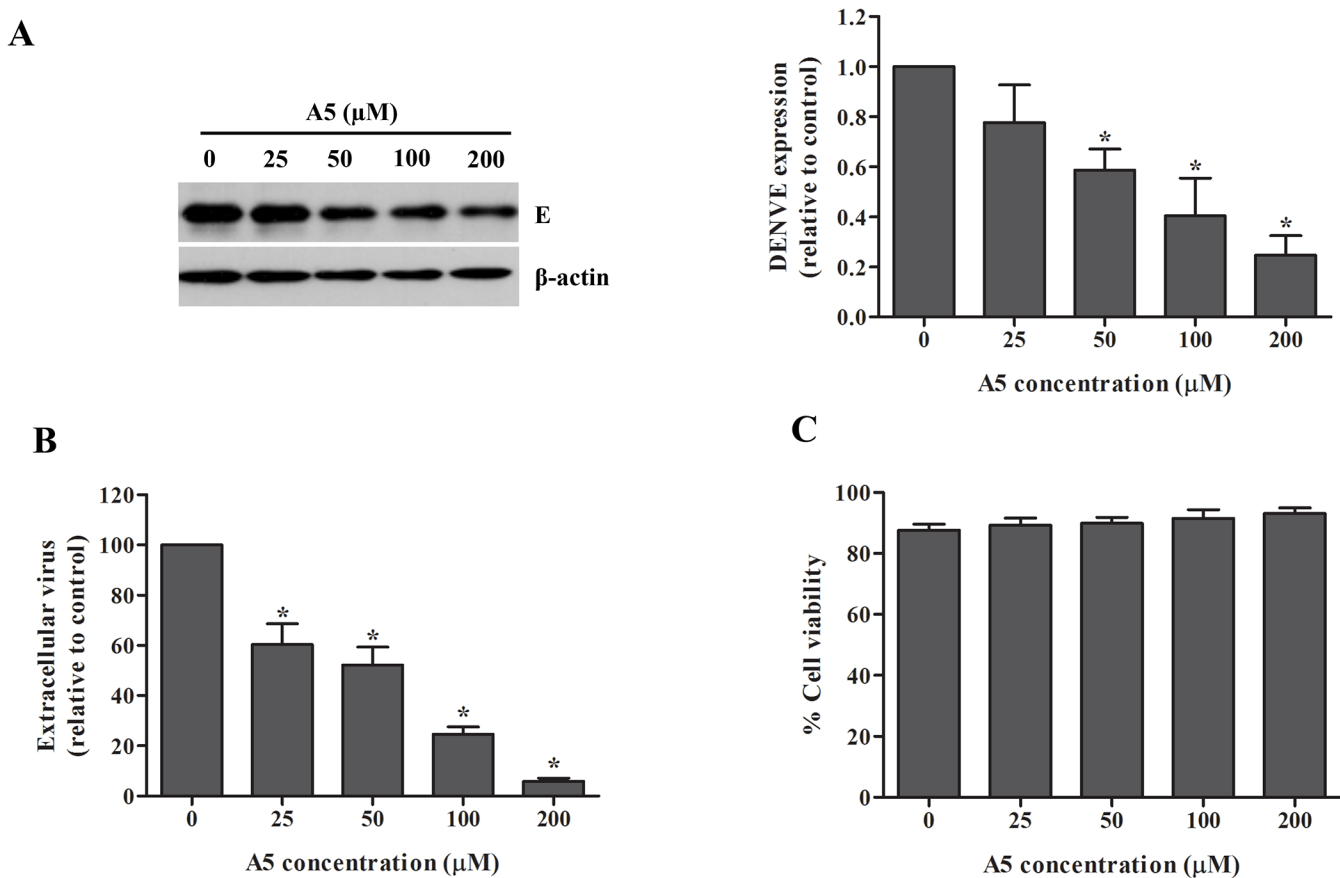 A
A5 (μM)
0 25 50 100 200
E
β-actin
DENVE expression
(relative to control)
1.2
1.0
0.8
0.6
0.4
0.2
0.0
* * *
0 25 50 100 200
A5 concentration (μM)
B
Extracellular virus
(relative to control)
120
100
80
60
40
20
0
* * * *
0 25 50 100 200
A5 concentration (μM)
C
% Cell viability
100
80
60
40
20
0
0 25 50 100 200
A5 concentration (μM)